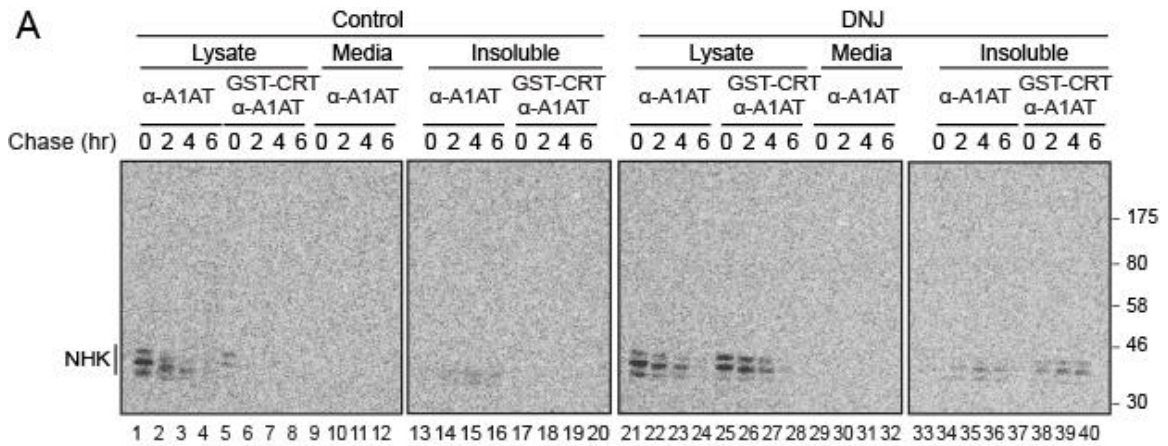 A
Control DNJ
Lysate Media Insoluble Lysate Media Insoluble
α-A1AT GST-CRT α-A1AT α-A1AT α-A1AT GST-CRT α-A1AT α-A1AT GST-CRT α-A1AT α-A1AT α-A1AT GST-CRT α-A1AT
Chase (hr) 0 2 4 6 0 2 4 6 0 2 4 6 0 2 4 6 0 2 4 6 0 2 4 6 0 2 4 6 0 2 4 6 0 2 4 6 0 2 4 6
175
80
58
NHK 46
30
1 2 3 4 5 6 7 8 9 10 11 12 13 14 15 16 17 18 19 20 21 22 23 24 25 26 27 28 29 30 31 32 33 34 35 36 37 38 39 40